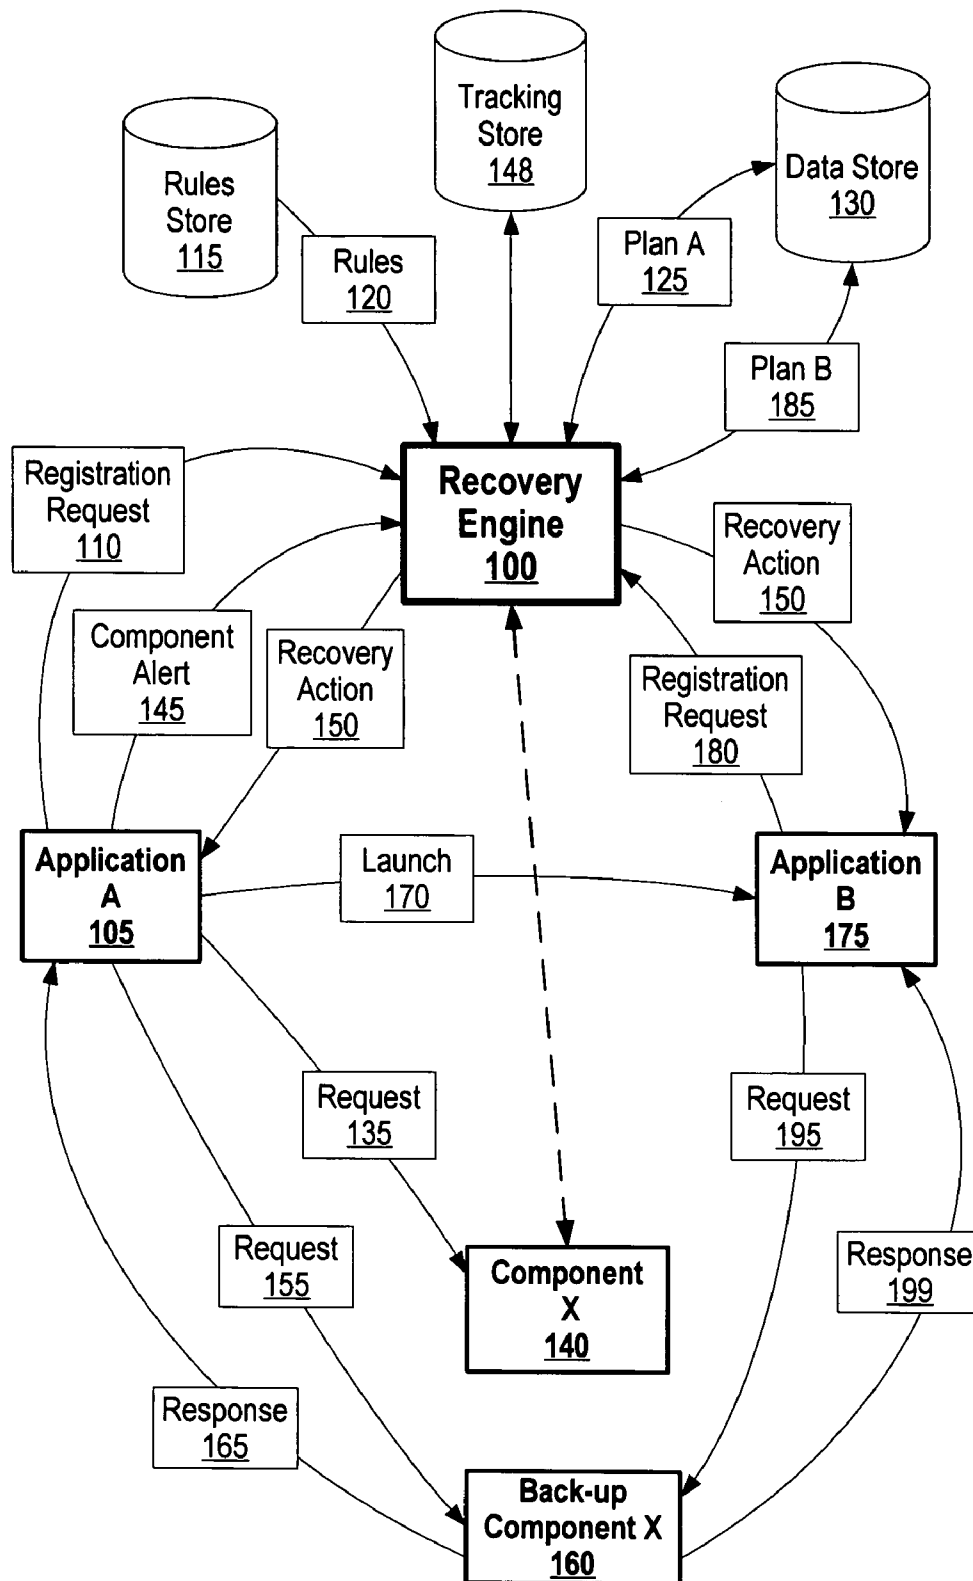 Tracking
Store
148
Rules
Store
115
Data Store
130
Rules
120
Plan A
125
Plan B
185
Registration
Request
110
Recovery
Engine
100
Recovery
Action
150
Component
Alert
145
Recovery
Action
150
Registration
Request
180
Application
A
105
Launch
170
Application
B
175
Request
135
Request
195
Request
155
Component
X
140
Response
199
Response
165
Back-up
Component X
160